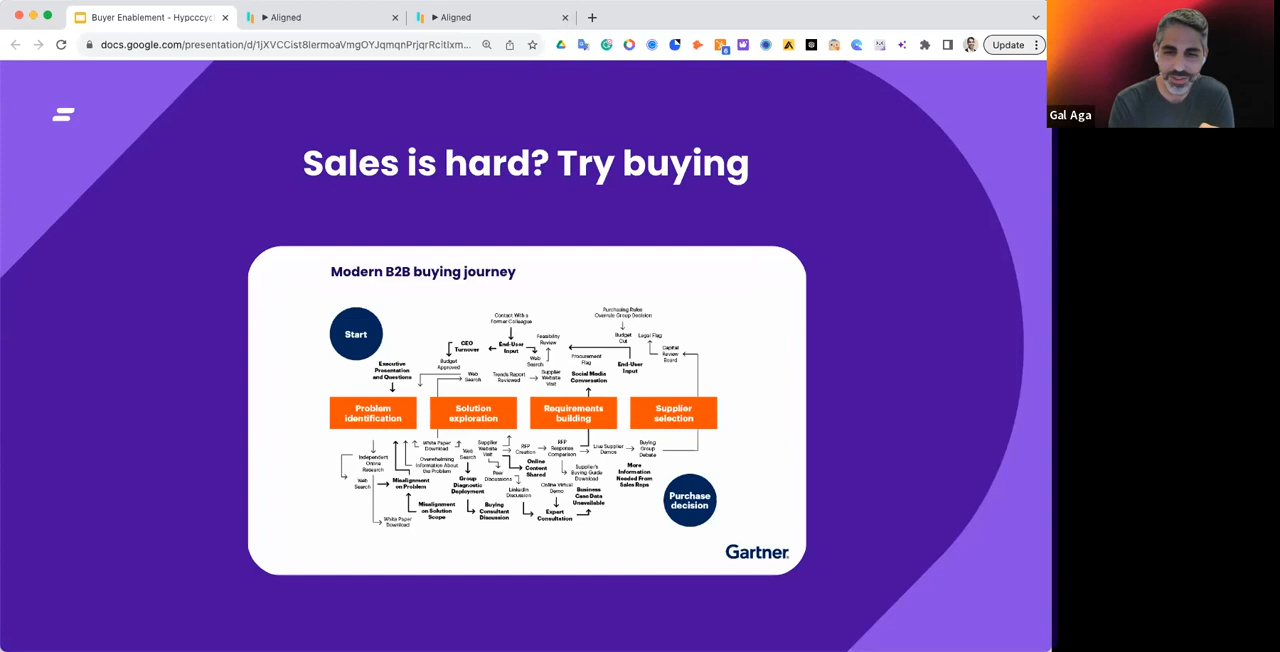 Buyer Enablement - Hypcccyc
Aligned
Aligned
docs.google.com/presentation/d/1jXVCCist8IermoaVmgOYJqmqnPrjqrRcitIxm...
6
Update
Gal Aga
Sales is hard? Try buying
Modern B2B buying journey
Start
Contact With a
Former Colleague
Purchasing Rules
Override Group Decision
CEO
Turnover
End-User
Input
Feasibility
Review
Budget
Cut
Legal Flag
Capital
Review
Board
Budget
Approved
Web
Search
Procurement
Flag
End-User
Input
Executive
Presentation
and Questions
Web
Search
Trends Report
Reviewed
Supplier
Website
Visit
Social Media
Conversation
Problem
identification
Solution
exploration
Requirements
building
Supplier
selection
White Paper
Download
Web
Search
Supplier
Website
Visit
RFP
Creation
RFP
Response
Comparison
Live Supplier
Demos
Buying
Group
Debate
Independent
Online
Research
Overwhelming
Information About
the Problem
Peer
Discussions
Online
Content
Shared
Supplier's
Buying Guide
Download
More
Information
Needed From
Sales Reps
Web
Search
Misalignment
on Problem
Group
Diagnostic
Deployment
LinkedIn
Discussion
Online Virtual
Demo
Business
Case Data
Unavailable
Misalignment
on Solution
Scope
Buying
Consultant
Discussion
Expert
Consultation
White Paper
Download
Purchase
decision
Gartner